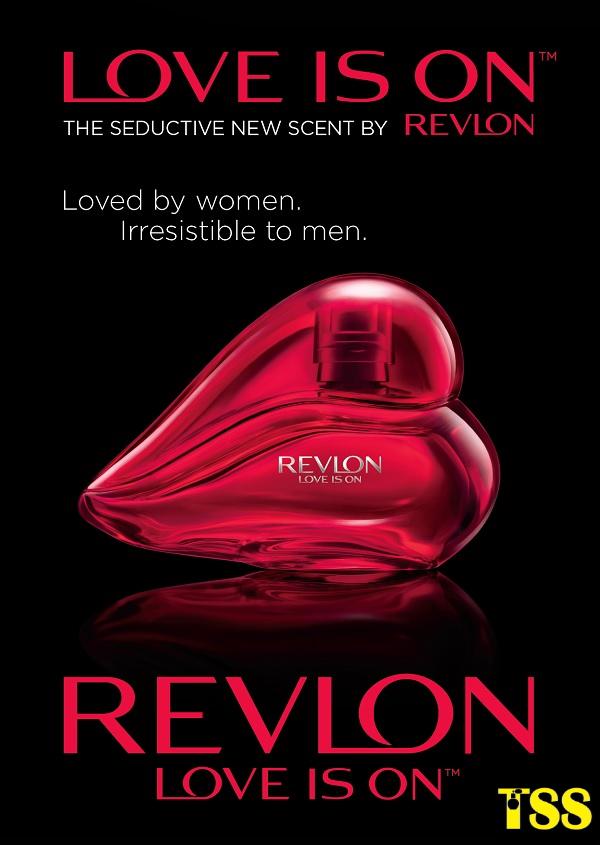 LOVE IS ON™
THE SEDUCTIVE NEW SCENT BY REVLON
Loved by women.
Irresistible to men.
REVLON
LOVE IS ON
REVLON
LOVE IS ON™
TSS